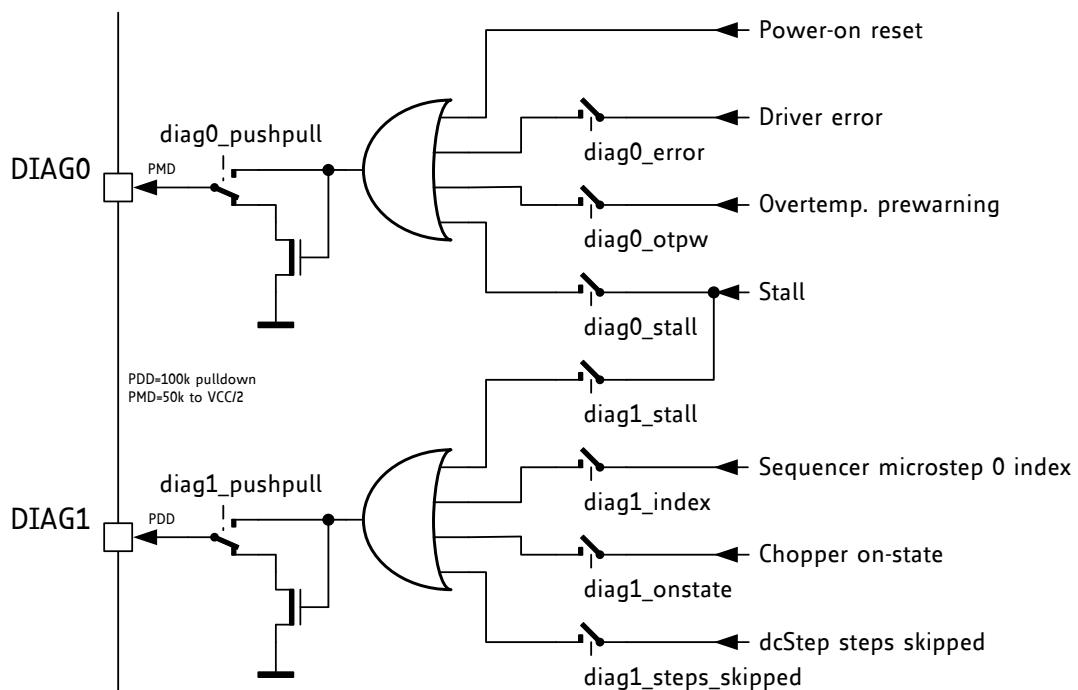 Power-on reset
Driver error
diag0_pushpull
diag0_error
DIAG0
PMD
Overtemp. prewarning
diag0_otpw
Stall
diag0_stall
PDD=100k pulldown
PMD=50k to VCC/2
diag1_stall
Sequencer microstep 0 index
diag1_pushpull
diag1_index
DIAG1
PDD
Chopper on-state
diag1_onstate
dcStep steps skipped
diag1_steps_skipped